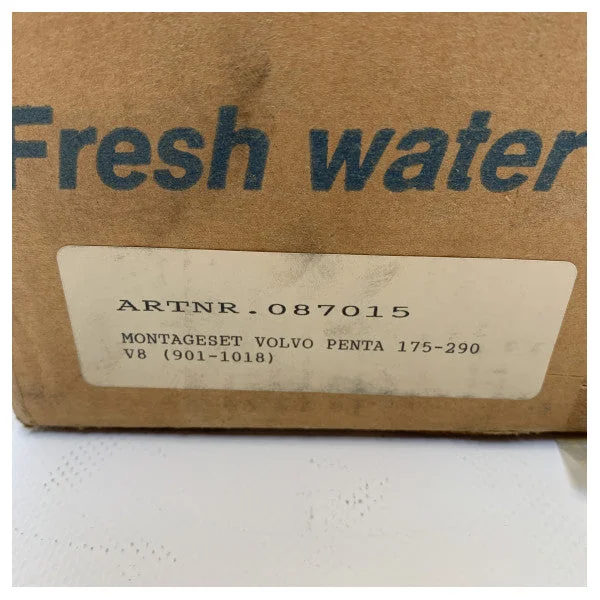 Fresh water
ARTNR.087015
MONTAGESET VOLVO PENTA 175-290
V8 (901-1018)